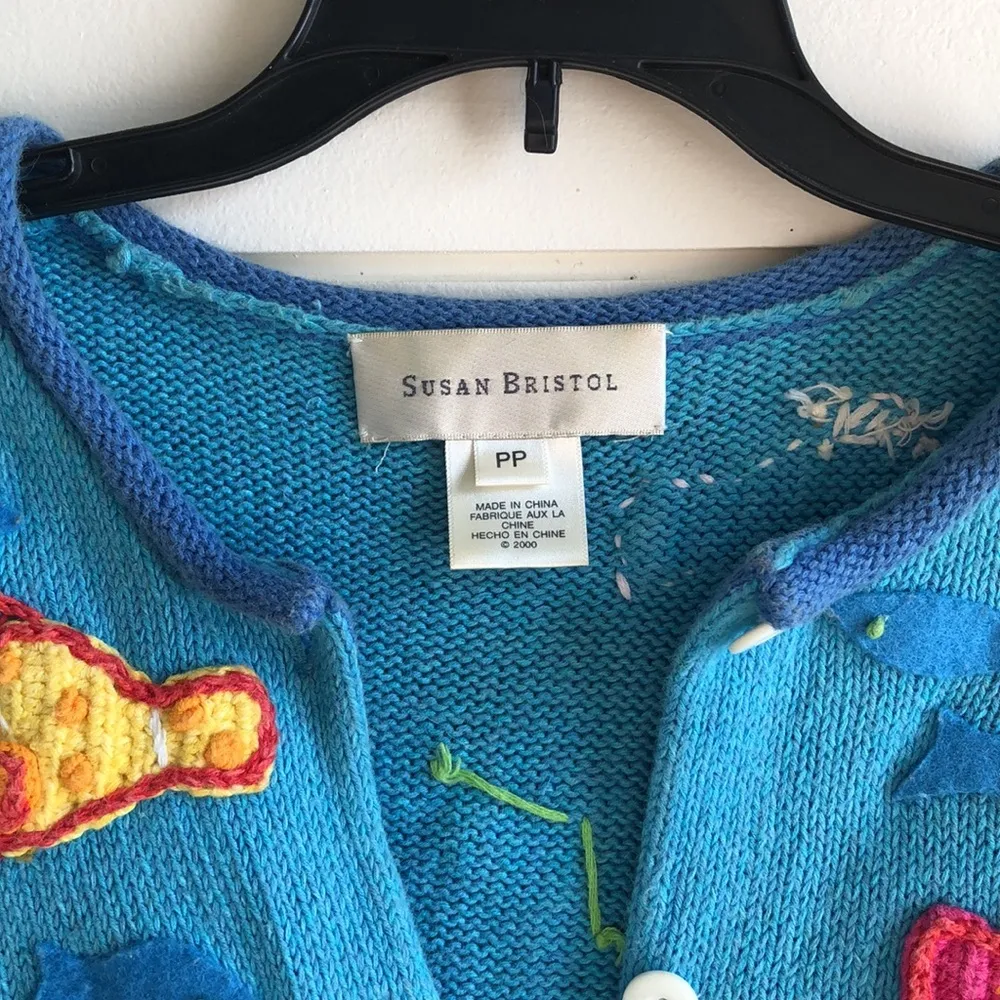 SUSAN BRISTOL
PP
MADE IN CHINA
FABRIQUE AUX LA
CHINE
HECHO EN CHINE
© 2000